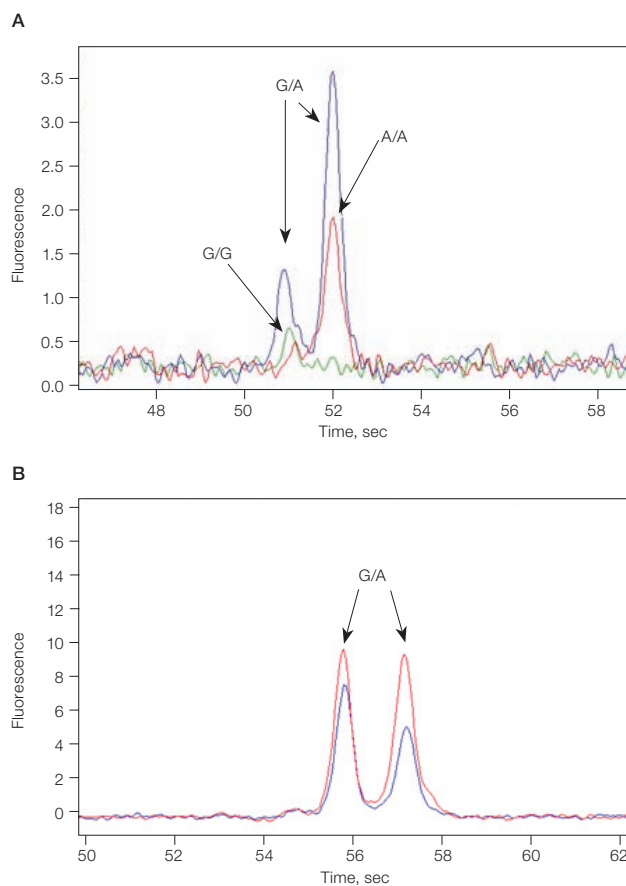 A
G/A
A/A
G/G
Fluorescence
3.5
3.0
2.5
2.0
1.5
1.0
0.5
0.0
48 50 52 54 56 58
Time, sec
B
G/A
Fluorescence
18
16
14
12
10
8
6
4
2
0
50 52 54 56 58 60 62
Time, sec